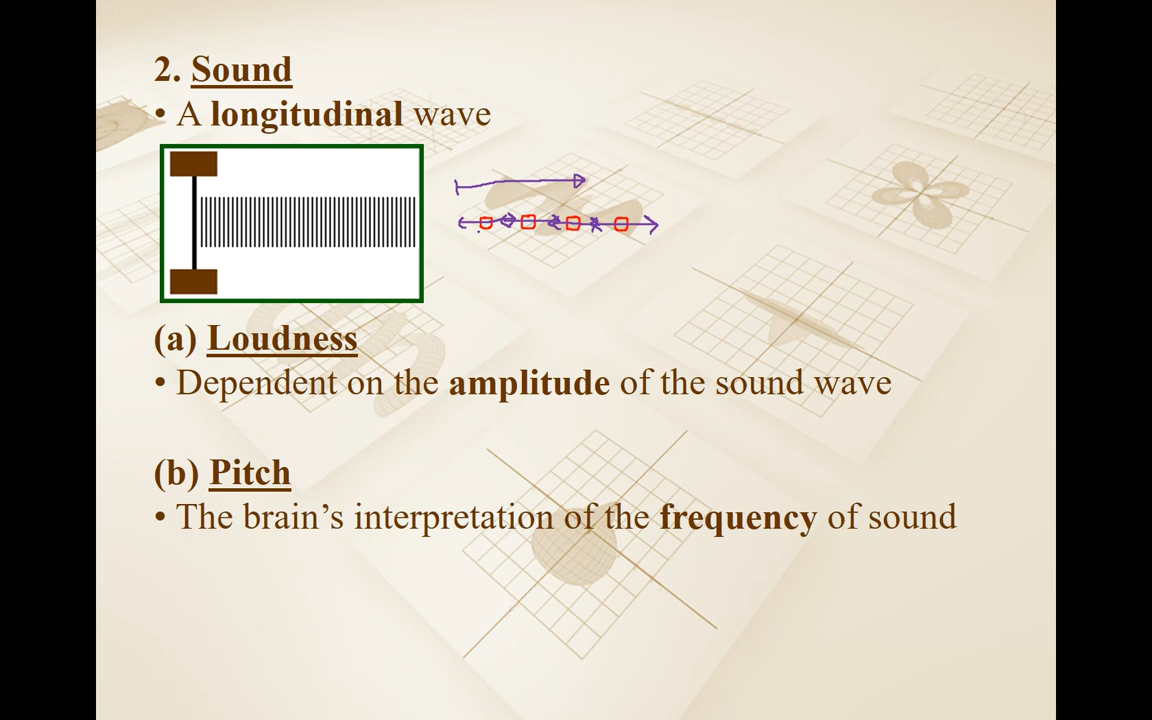 2. Sound
• A longitudinal wave
(a) Loudness
• Dependent on the amplitude of the sound wave
(b) Pitch
• The brain’s interpretation of the frequency of sound